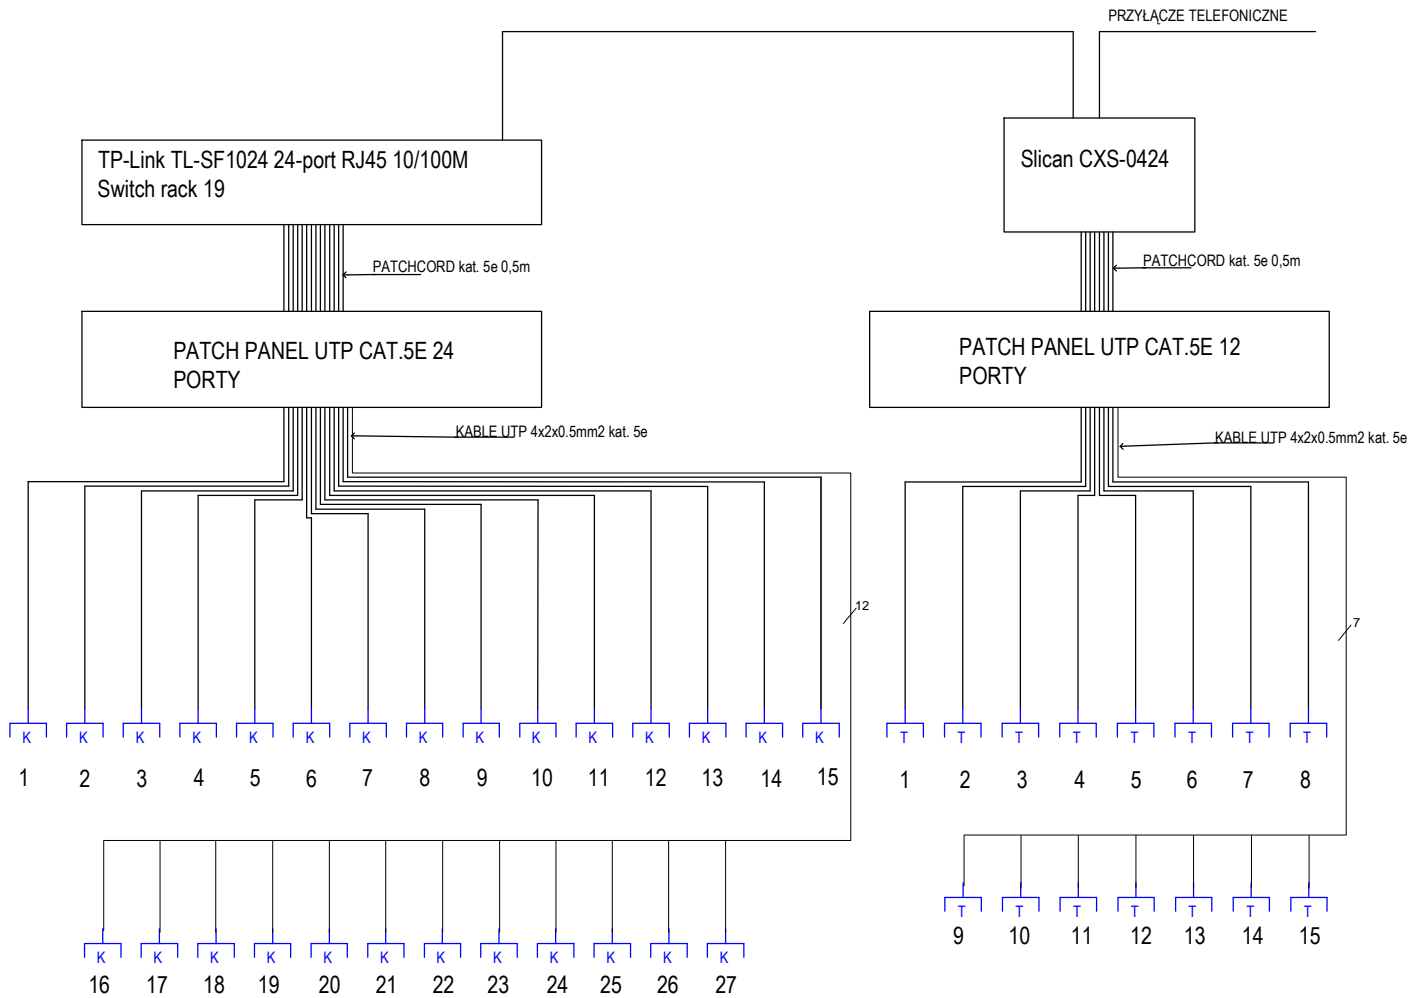 PRZYŁĄCZE TELEFONICZNE
TP-Link TL-SF1024 24-port RJ45 10/100M
Switch rack 19
Slican CXS-0424
PATCHCORD kat. 5e 0,5m
PATCHCORD kat. 5e 0,5m
PATCH PANEL UTP CAT.5E 24
PORTY
PATCH PANEL UTP CAT.5E 12
PORTY
KABLE UTP 4x2x0.5mm2 kat. 5e
KABLE UTP 4x2x0.5mm2 kat. 5e
12
7
K K K K K K K K K K K K K K K
T T T T T T T T
1 2 3 4 5 6 7 8 9 10 11 12 13 14 15
1 2 3 4 5 6 7 8
T T T T T T T
9 10 11 12 13 14 15
K K K K K K K K K K K K
16 17 18 19 20 21 22 23 24 25 26 27